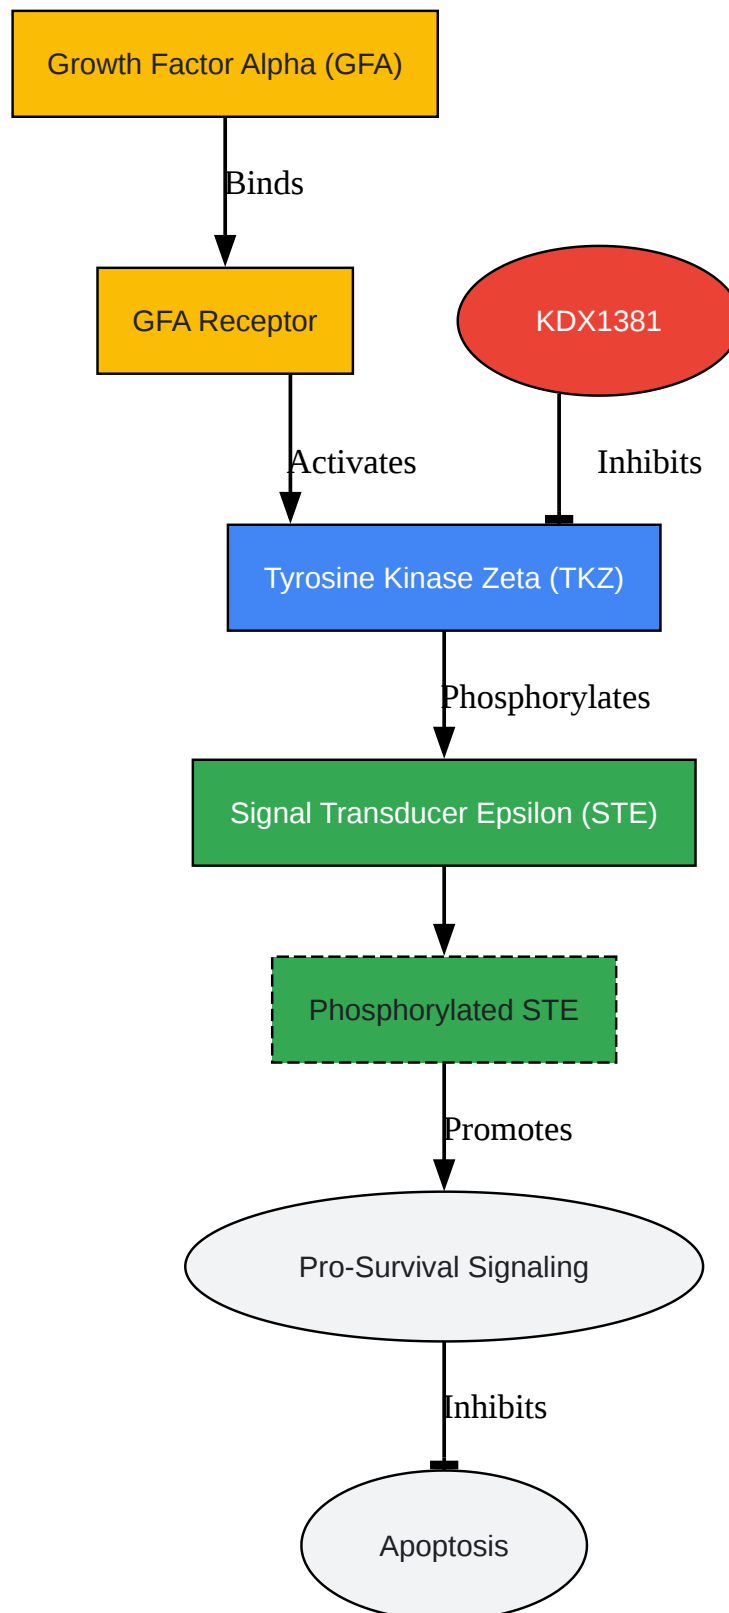 Growth Factor Alpha (GFA)
Binds
GFA Receptor
KDX1381
Activates
Inhibits
Tyrosine Kinase Zeta (TKZ)
Phosphorylates
Signal Transducer Epsilon (STE)
Phosphorylated STE
Promotes
Pro-Survival Signaling
Inhibits
Apoptosis